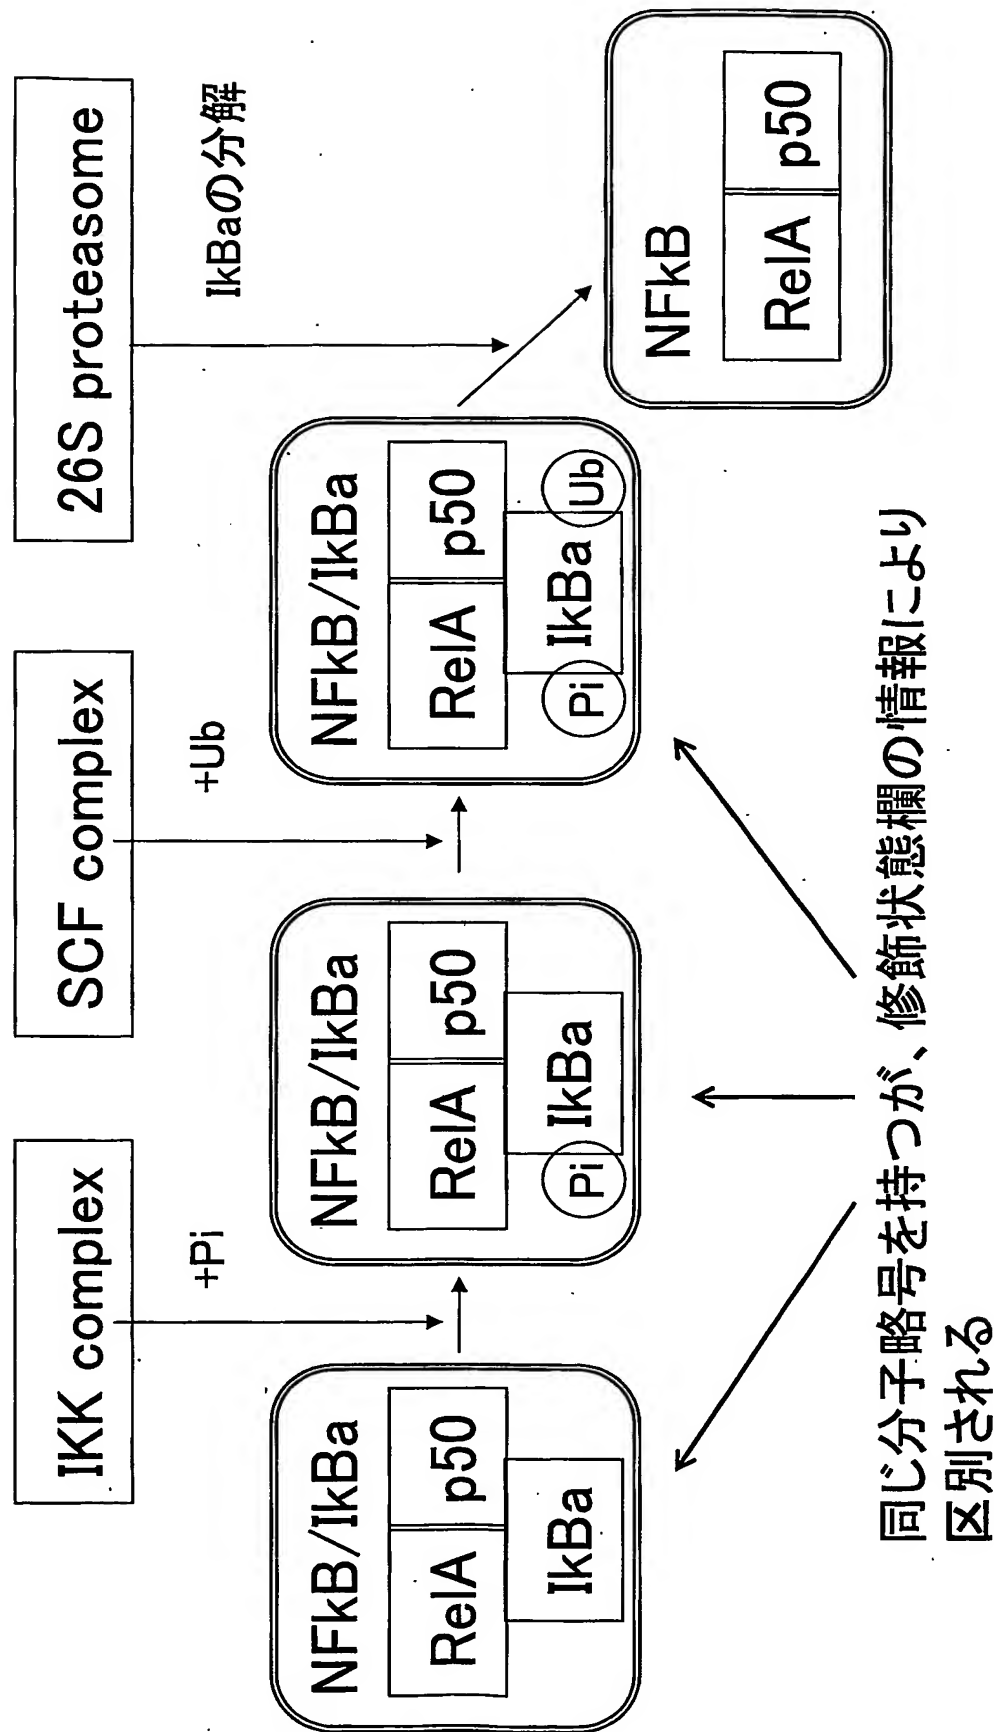 IKK complex
SCF complex
26S proteasome
+Pi
+Ub
IkBaの分解
NFkB/IkBa
RelA p50
IkBa
NFkB/IkBa
RelA p50
Pi IkBa
NFkB/IkBa
RelA p50
Pi IkBa Ub
NFkB
RelA p50
同じ分子略号を持つが、修飾状態欄の情報により
区別される